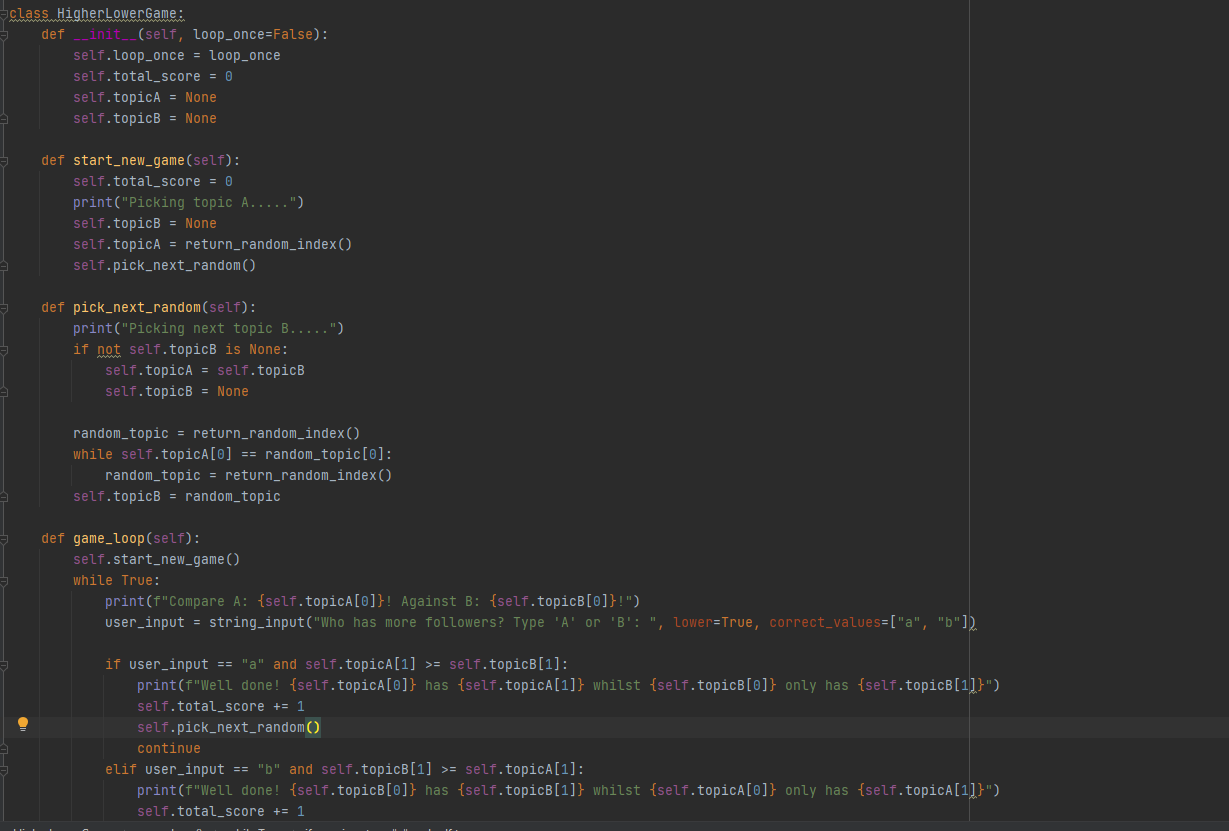 class HigherLowerGame:
    def __init__(self, loop_once=False):
        self.loop_once = loop_once
        self.total_score = 0
        self.topicA = None
        self.topicB = None

    def start_new_game(self):
        self.total_score = 0
        print("Picking topic A.....")
        self.topicB = None
        self.topicA = return_random_index()
        self.pick_next_random()

    def pick_next_random(self):
        print("Picking next topic B.....")
        if not self.topicB is None:
            self.topicA = self.topicB
            self.topicB = None

        random_topic = return_random_index()
        while self.topicA[0] == random_topic[0]:
            random_topic = return_random_index()
        self.topicB = random_topic

    def game_loop(self):
        self.start_new_game()
        while True:
            print(f"Compare A: {self.topicA[0]}! Against B: {self.topicB[0]}!")
            user_input = string_input("Who has more followers? Type 'A' or 'B': ", lower=True, correct_values=["a", "b"])

            if user_input == "a" and self.topicA[1] >= self.topicB[1]:
                print(f"Well done! {self.topicA[0]} has {self.topicA[1]} whilst {self.topicB[0]} only has {self.topicB[1]}")
                self.total_score += 1
                self.pick_next_random()
                continue
            elif user_input == "b" and self.topicB[1] >= self.topicA[1]:
                print(f"Well done! {self.topicB[0]} has {self.topicB[1]} whilst {self.topicA[0]} only has {self.topicA[1]}")
                self.total_score += 1